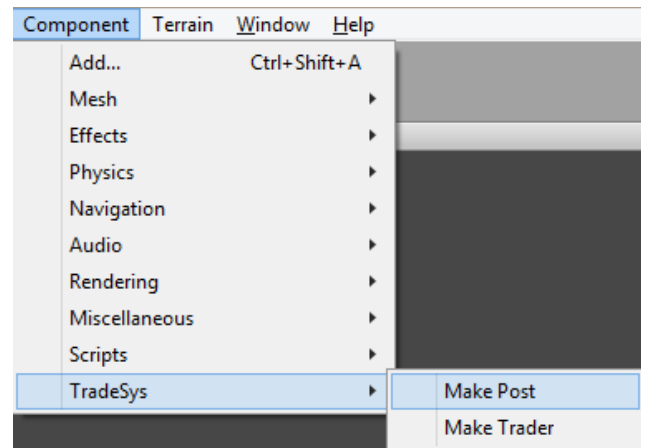 Component Terrain Window Help
Add... Ctrl+Shift+A
Mesh
Effects
Physics
Navigation
Audio
Rendering
Miscellaneous
Scripts
TradeSys Make Post
Make Trader